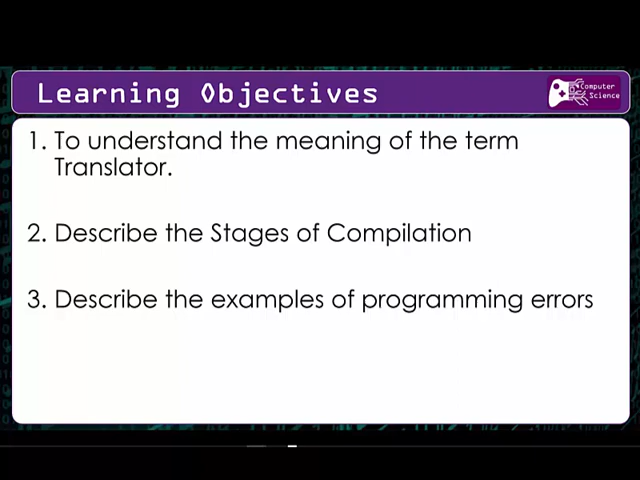 Learning Objectives
Computer
Science
1. To understand the meaning of the term
Translator.
2. Describe the Stages of Compilation
3. Describe the examples of programming errors